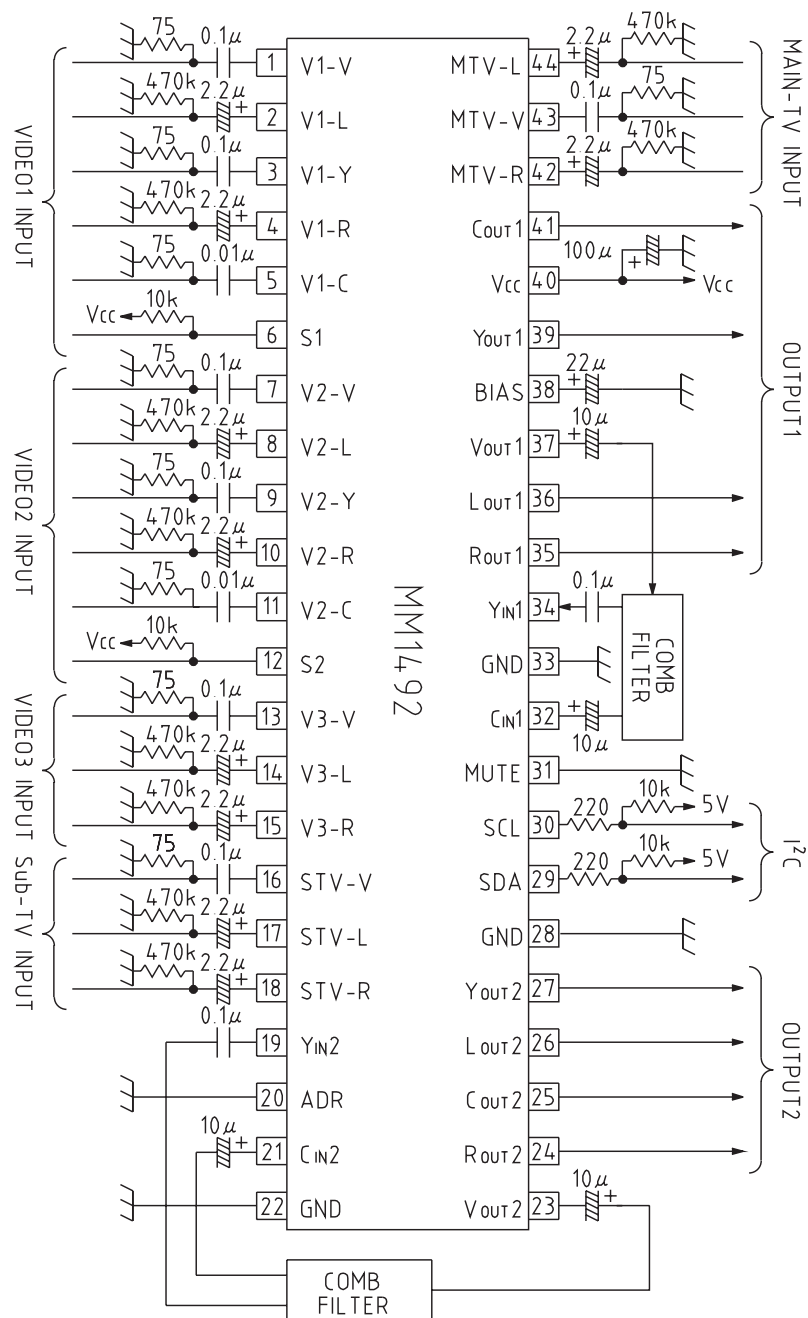 75 0.1μ 1 V1-V
470k 2.2μ + 2 V1-L
75 0.1μ 3 V1-Y
470k 2.2μ + 4 V1-R
75 0.01μ 5 V1-C
Vcc 10k 6 S1
VIDEO1 INPUT
75 0.1μ 7 V2-V
470k 2.2μ + 8 V2-L
75 0.1μ 9 V2-Y
470k 2.2μ + 10 V2-R
75 0.01μ 11 V2-C
Vcc 10k 12 S2
VIDEO2 INPUT
75 0.1μ 13 V3-V
470k 2.2μ + 14 V3-L
470k 2.2μ + 15 V3-R
VIDEO3 INPUT
75 0.1μ 16 STV-V
470k 2.2μ + 17 STV-L
470k 2.2μ + 18 STV-R
Sub-TV INPUT
0.1μ 19 YIN2
20 ADR
10μ + 21 CIN2
22 GND
MM1492
MTV-L 44 + 2.2μ 470k
MTV-V 43 0.1μ 75
MTV-R 42 + 2.2μ 470k
MAIN-TV INPUT
COUT1 41
Vcc 40 100μ + Vcc
YOUT1 39
BIAS 38 + 22μ
VOUT1 37 + 10μ
LOUT1 36
ROUT1 35
OUTPUT1
YIN1 34 0.1μ
GND 33
CIN1 32 + 10μ
COMB
FILTER
MUTE 31
SCL 30 220 10k 5V
SDA 29 220 10k 5V
I²C
GND 28
YOUT2 27
LOUT2 26
COUT2 25
ROUT2 24
OUTPUT2
VOUT2 23 10μ +
COMB
FILTER